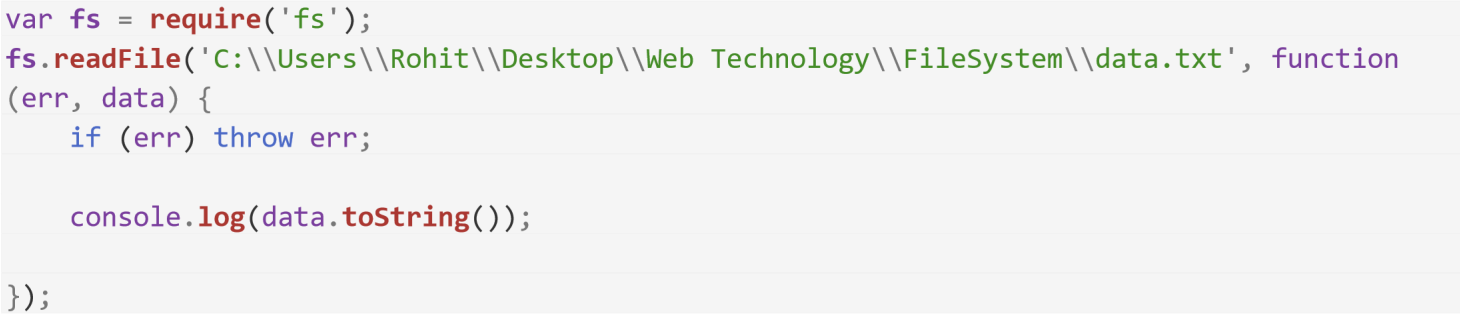 var fs = require('fs');
fs.readFile('C:\\Users\\Rohit\\Desktop\\Web Technology\\FileSystem\\data.txt', function
(err, data) {
    if (err) throw err;
    console.log(data.toString());
});